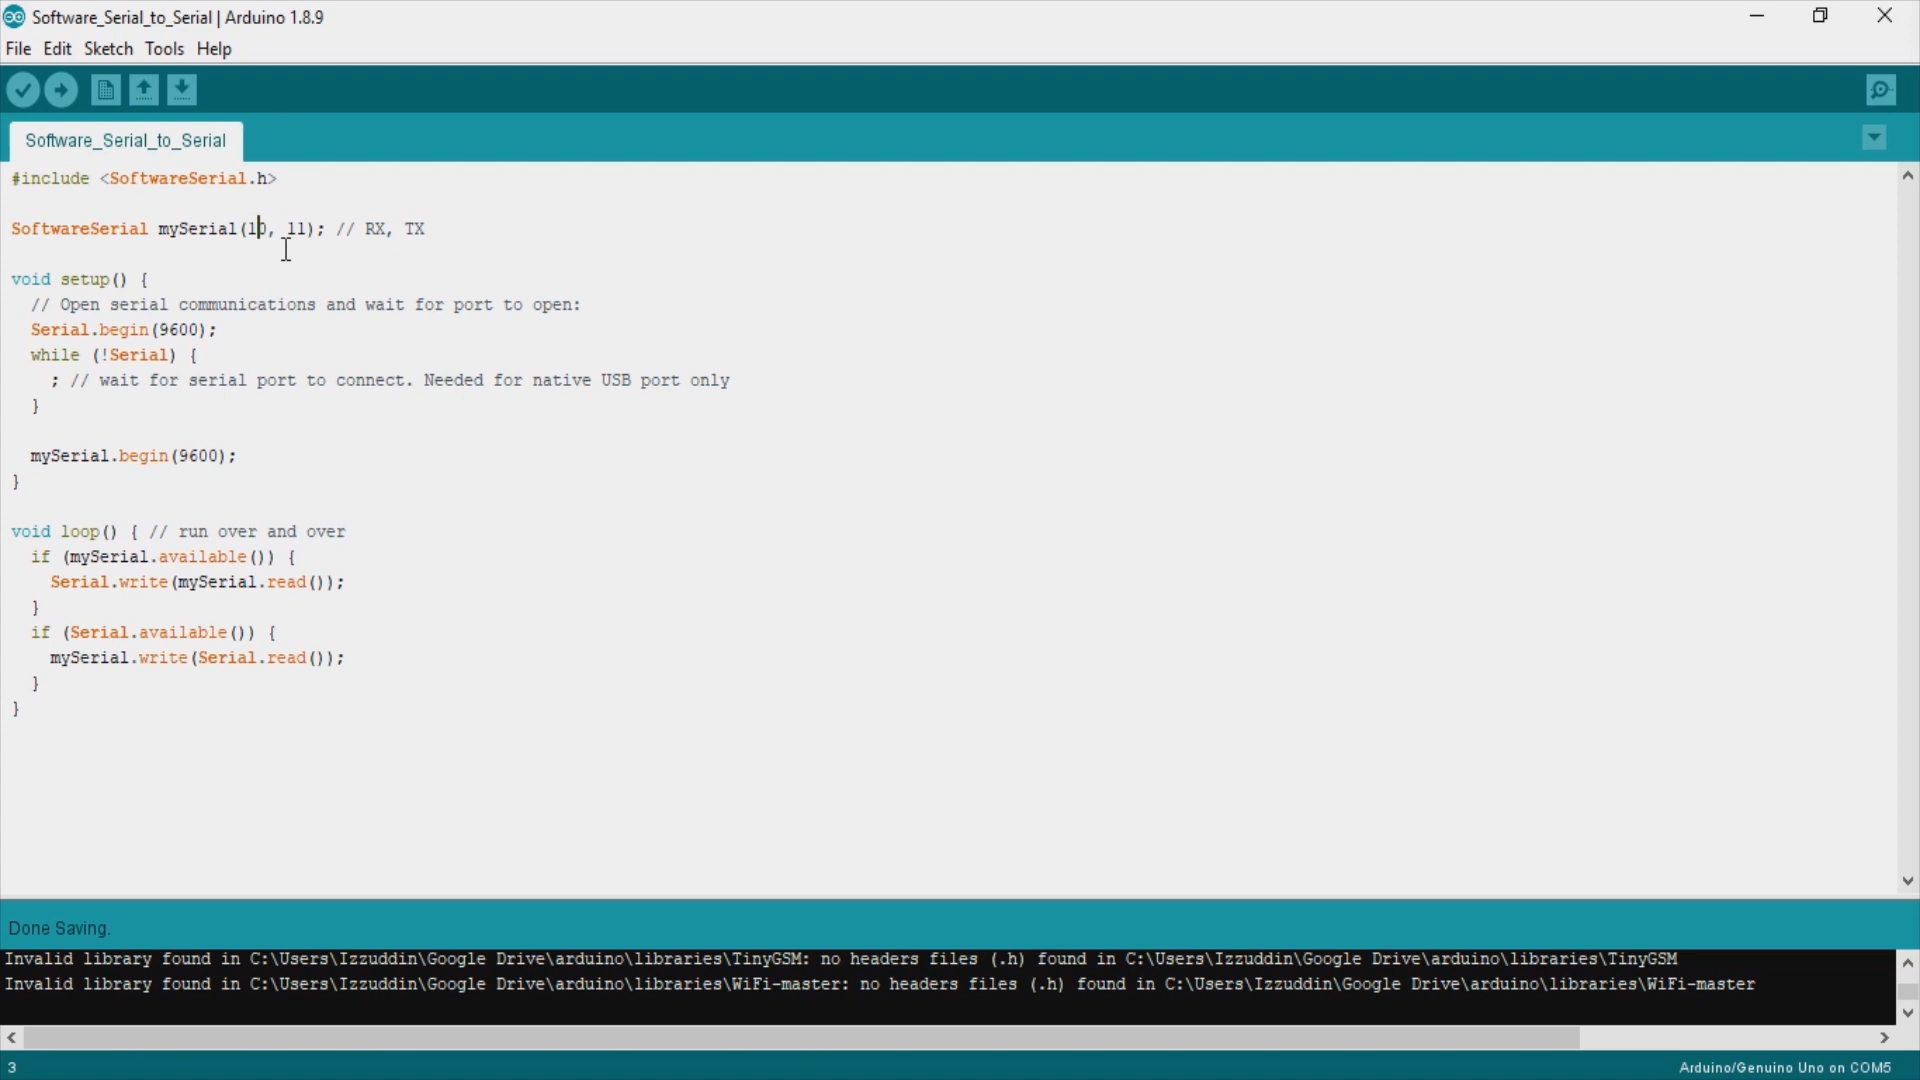 Software_Serial_to_Serial | Arduino 1.8.9
File Edit Sketch Tools Help
Software_Serial_to_Serial
#include <SoftwareSerial.h>
SoftwareSerial mySerial(10, 11); // RX, TX
void setup() {
  // Open serial communications and wait for port to open:
  Serial.begin(9600);
  while (!Serial) {
    ; // wait for serial port to connect. Needed for native USB port only
  }
  mySerial.begin(9600);
}
void loop() { // run over and over
  if (mySerial.available()) {
    Serial.write(mySerial.read());
  }
  if (Serial.available()) {
    mySerial.write(Serial.read());
  }
}
Done Saving.
Invalid library found in C:\Users\Izzuddin\Google Drive\arduino\libraries\TinyGSM: no headers files (.h) found in C:\Users\Izzuddin\Google Drive\arduino\libraries\TinyGSM
Invalid library found in C:\Users\Izzuddin\Google Drive\arduino\libraries\WiFi-master: no headers files (.h) found in C:\Users\Izzuddin\Google Drive\arduino\libraries\WiFi-master
3 Arduino/Genuino Uno on COM5